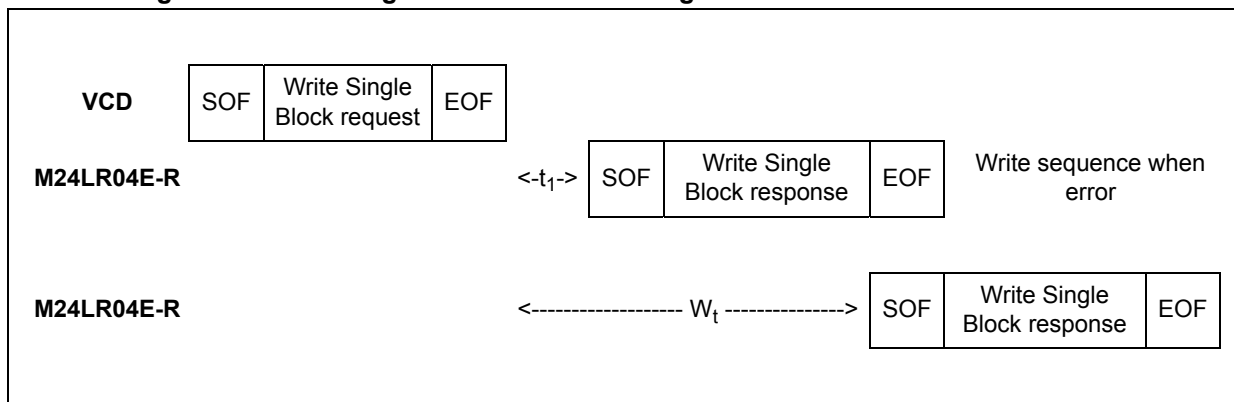 VCD SOF Write Single Block request EOF
M24LR04E-R <-t1-> SOF Write Single Block response EOF Write sequence when error
M24LR04E-R <------------------- Wt ---------------> SOF Write Single Block response EOF